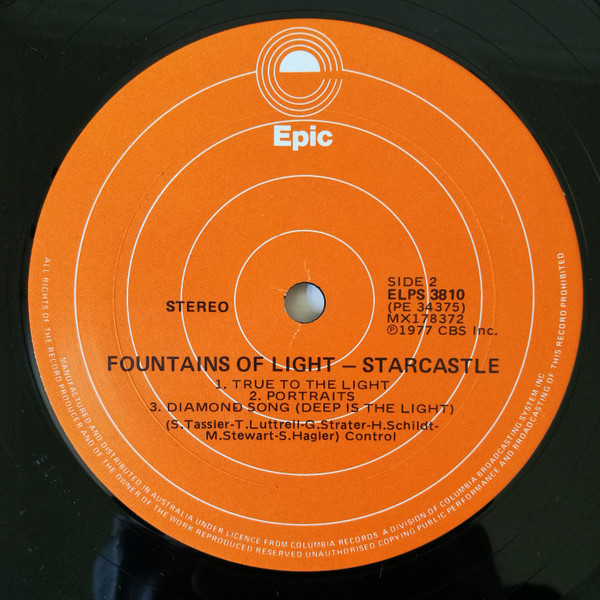 Epic
STEREO
SIDE 2
ELPS 3810
(PE 34375)
MX178372
℗1977 CBS Inc.
FOUNTAINS OF LIGHT – STARCASTLE
1. TRUE TO THE LIGHT
2. PORTRAITS
3. DIAMOND SONG (DEEP IS THE LIGHT)
(S.Tassler-T.Luttrell-G.Strater-H.Schildt-
M.Stewart-S.Hagler) Control
MANUFACTURED AND DISTRIBUTED IN AUSTRALIA UNDER LICENCE FROM COLUMBIA RECORDS, A DIVISION OF COLUMBIA BROADCASTING SYSTEM INC
ALL RIGHTS OF THE RECORD PRODUCER AND OF THE OWNER OF THE WORK REPRODUCED RESERVED UNAUTHORISED COPYING PUBLIC PERFORMANCE AND BROADCASTING OF THIS RECORD PROHIBITED